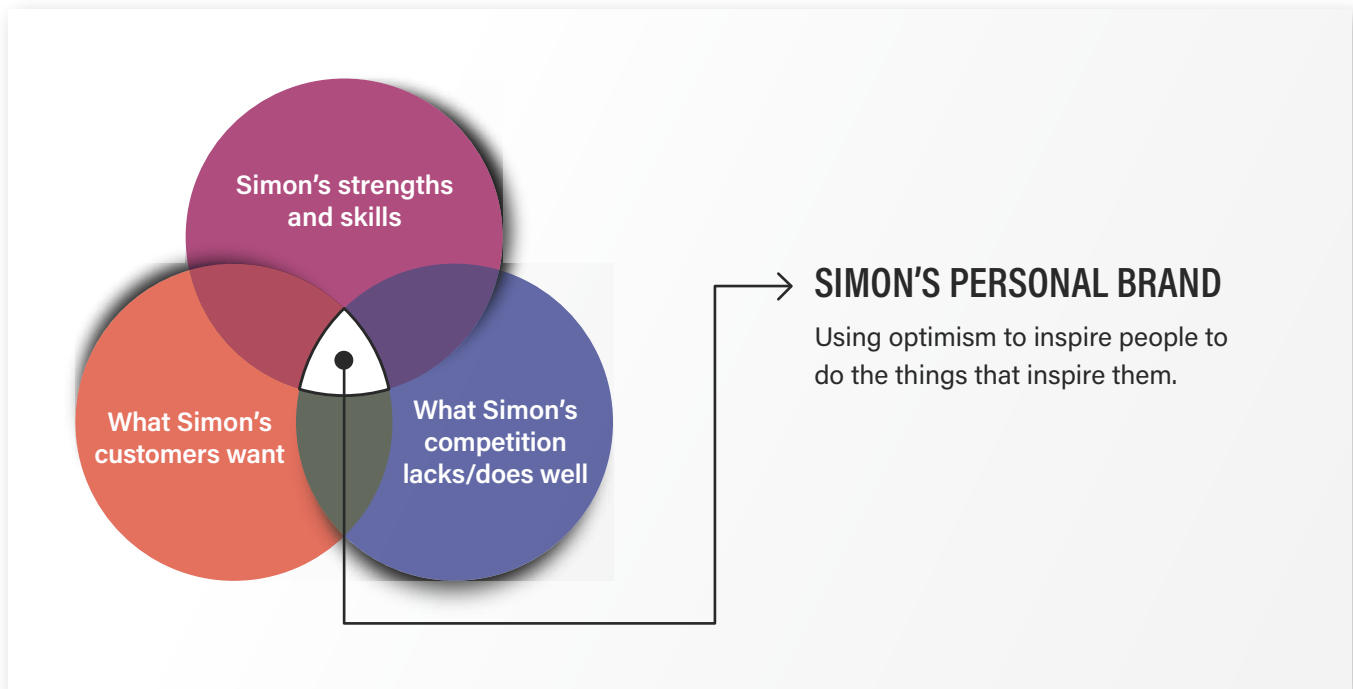 Simon’s strengths
and skills
What Simon’s
customers want
What Simon’s
competition
lacks/does well
SIMON’S PERSONAL BRAND
Using optimism to inspire people to
do the things that inspire them.